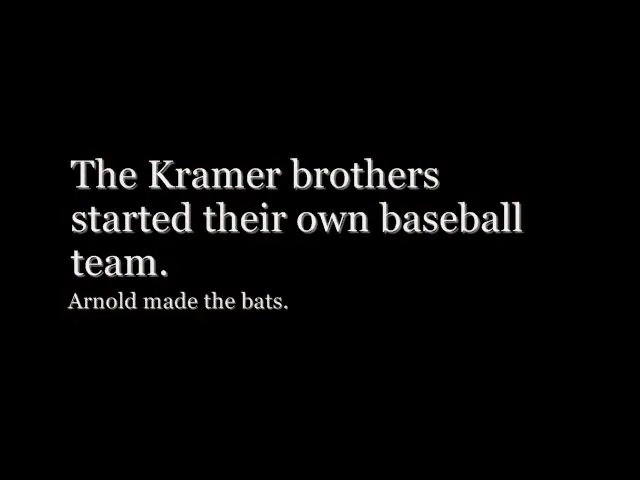 The Kramer brothers
started their own baseball
team.
Arnold made the bats.